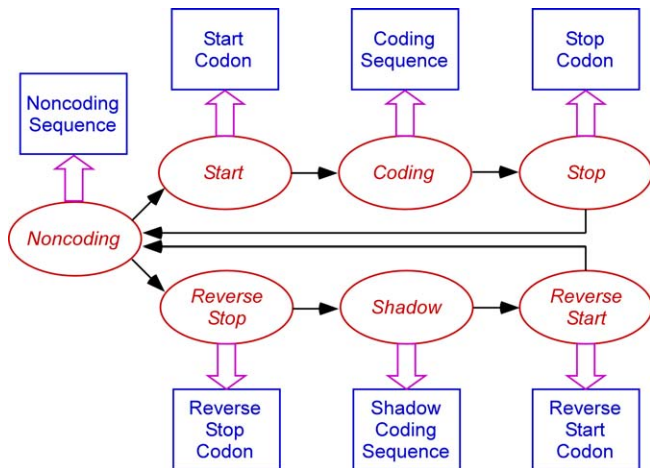 Start
Codon
Coding
Sequence
Stop
Codon
Noncoding
Sequence
Start
Coding
Stop
Noncoding
Reverse
Stop
Shadow
Reverse
Start
Reverse
Stop
Codon
Shadow
Coding
Sequence
Reverse
Start
Codon